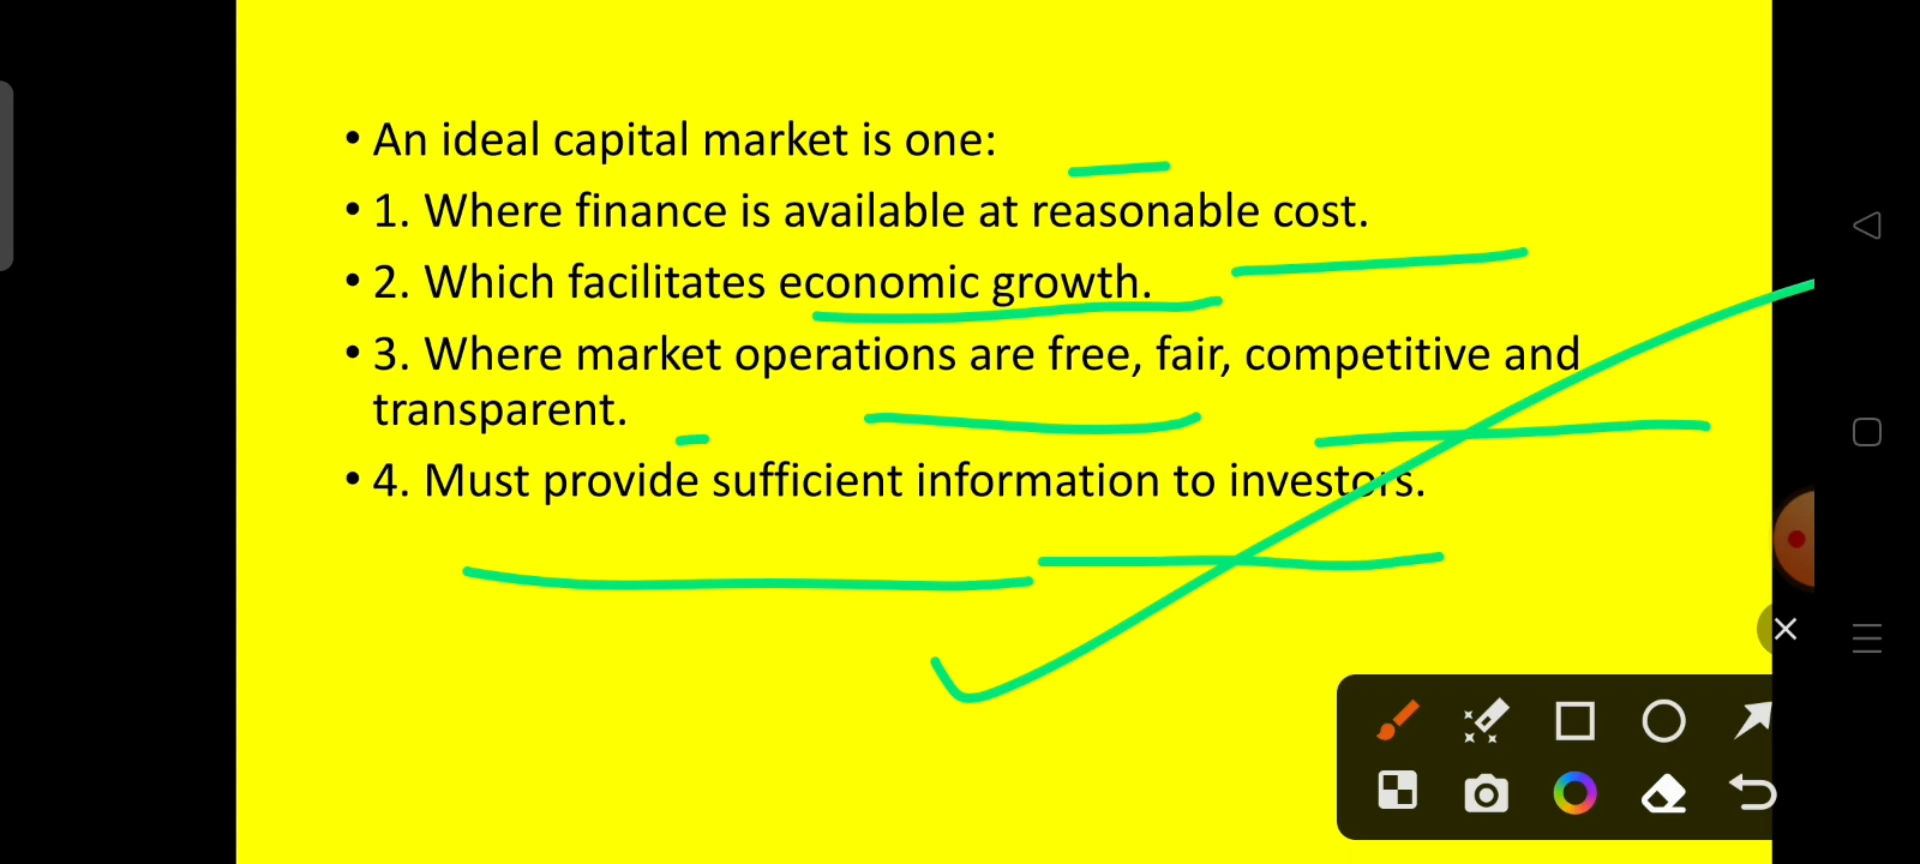 • An ideal capital market is one:
• 1. Where finance is available at reasonable cost.
• 2. Which facilitates economic growth.
• 3. Where market operations are free, fair, competitive and
transparent.
• 4. Must provide sufficient information to investors.